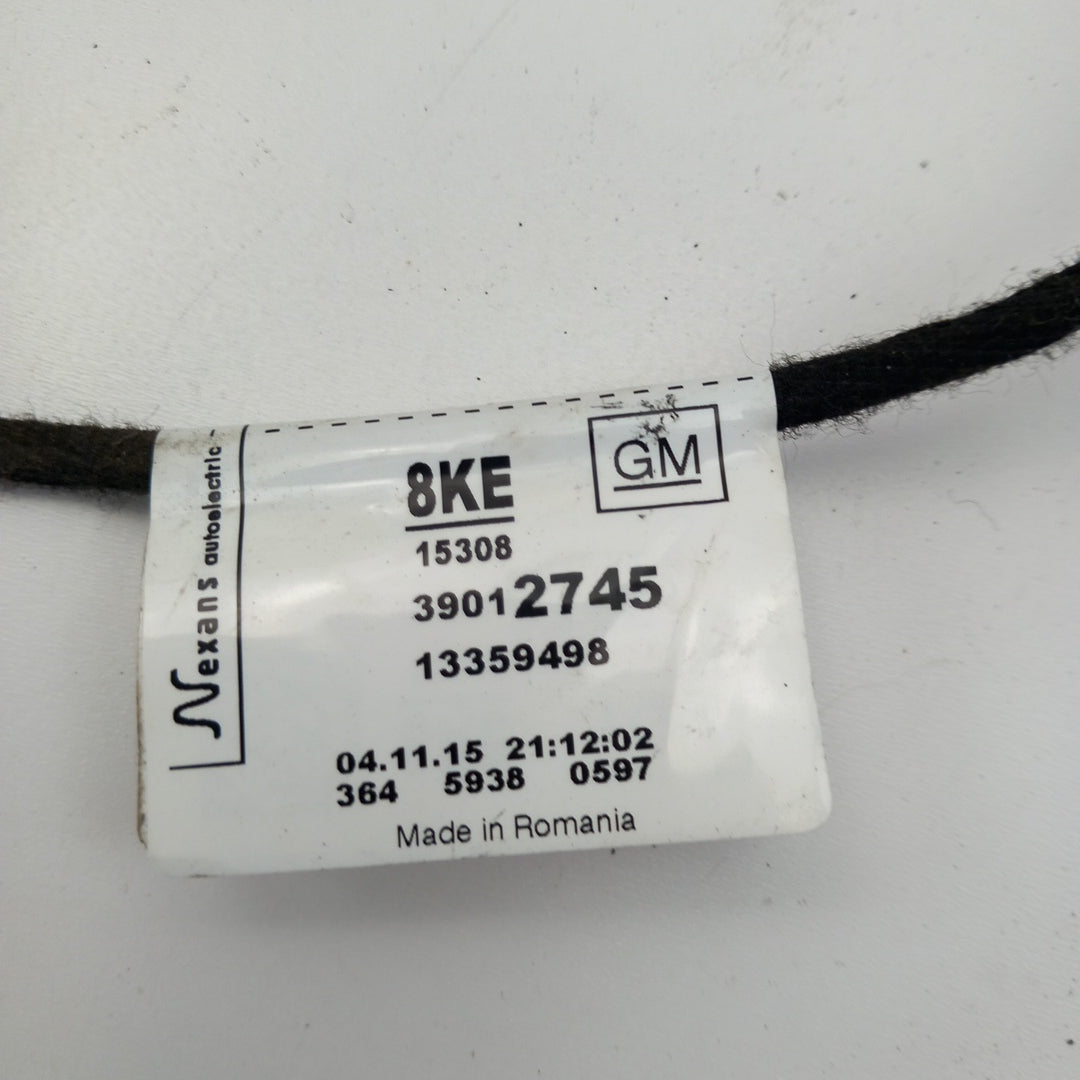 Nexans autoelectric
8KE
GM
15308
39012745
13359498
04.11.15 21:12:02
364 5938 0597
Made in Romania